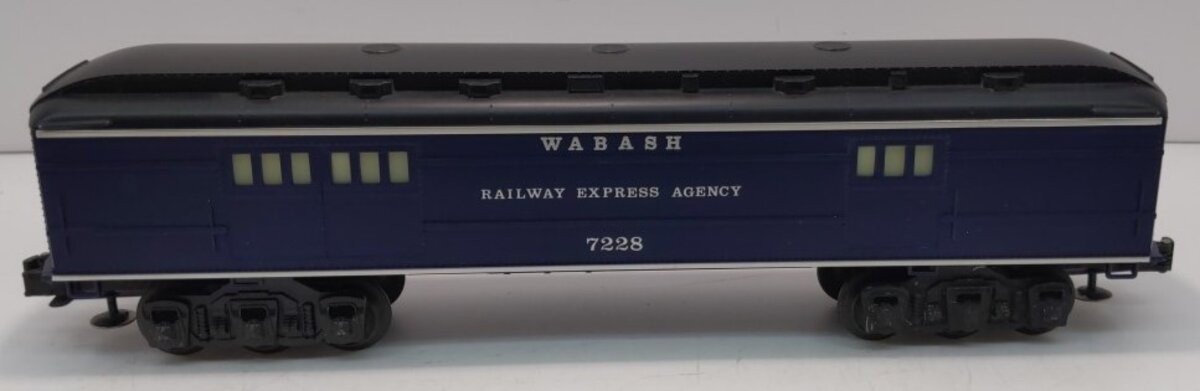 WABASH
RAILWAY EXPRESS AGENCY
7228